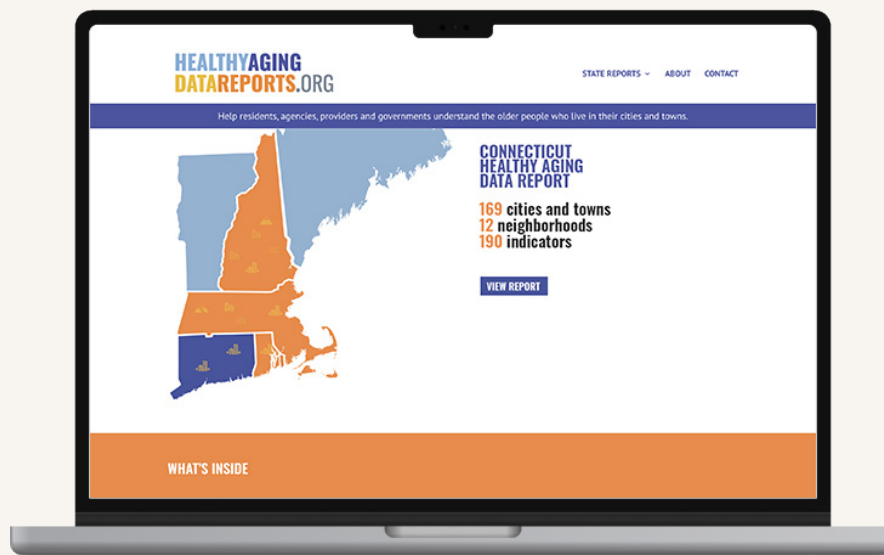 HEALTHYAGING
DATAREPORTS.ORG
STATE REPORTS
ABOUT
CONTACT
Help residents, agencies, providers and governments understand the older people who live in their cities and towns.
CONNECTICUT
HEALTHY AGING
DATA REPORT
169 cities and towns
12 neighborhoods
190 indicators
VIEW REPORT
WHAT'S INSIDE